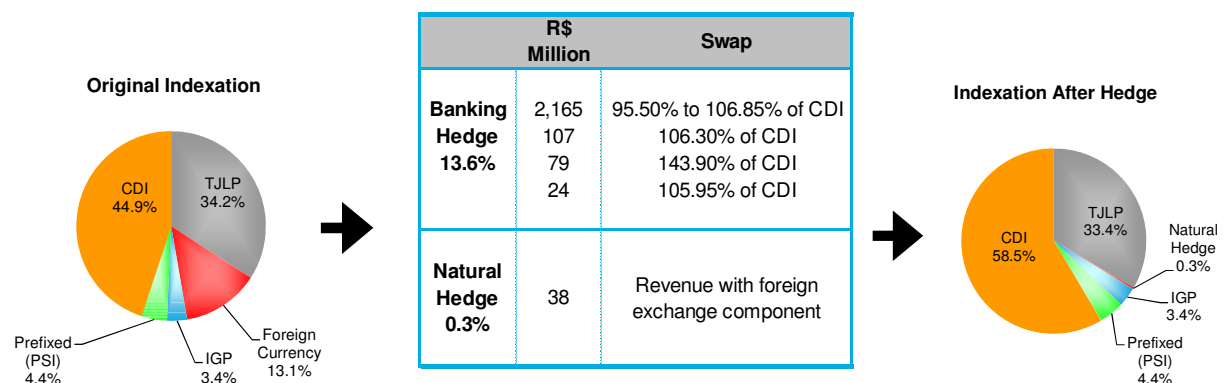 Original Indexation
CDI
44.9%
TJLP
34.2%
Foreign
Currency
13.1%
IGP
3.4%
Prefixed
(PSI)
4.4%
R$
Million
Swap
Banking
Hedge
13.6%
2,165
95.50% to 106.85% of CDI
107
106.30% of CDI
79
143.90% of CDI
24
105.95% of CDI
Natural
Hedge
0.3%
38
Revenue with foreign
exchange component
Indexation After Hedge
CDI
58.5%
TJLP
33.4%
Natural
Hedge
0.3%
IGP
3.4%
Prefixed
(PSI)
4.4%